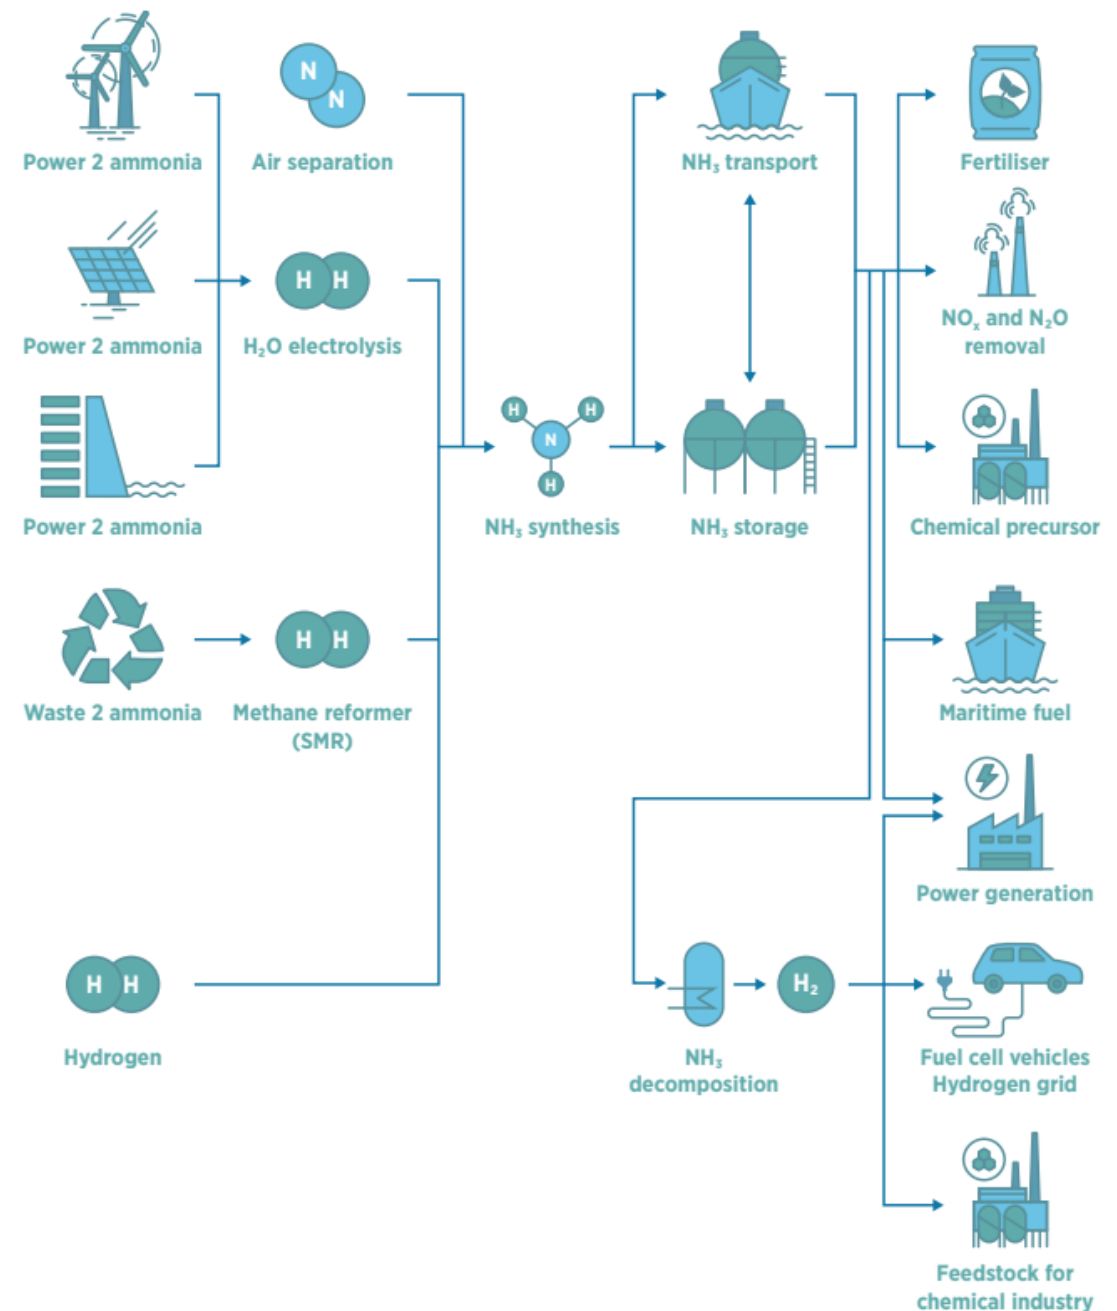 N
N
Power 2 ammonia
Air separation
NH₃ transport
Fertiliser
H H
Power 2 ammonia
H₂O electrolysis
NOₓ and N₂O
removal
H
H
N
H
Power 2 ammonia
NH₃ synthesis
NH₃ storage
Chemical precursor
H H
Waste 2 ammonia
Methane reformer
(SMR)
Maritime fuel
Power generation
H H
H₂
Hydrogen
NH₃
decomposition
Fuel cell vehicles
Hydrogen grid
Feedstock for
chemical industry